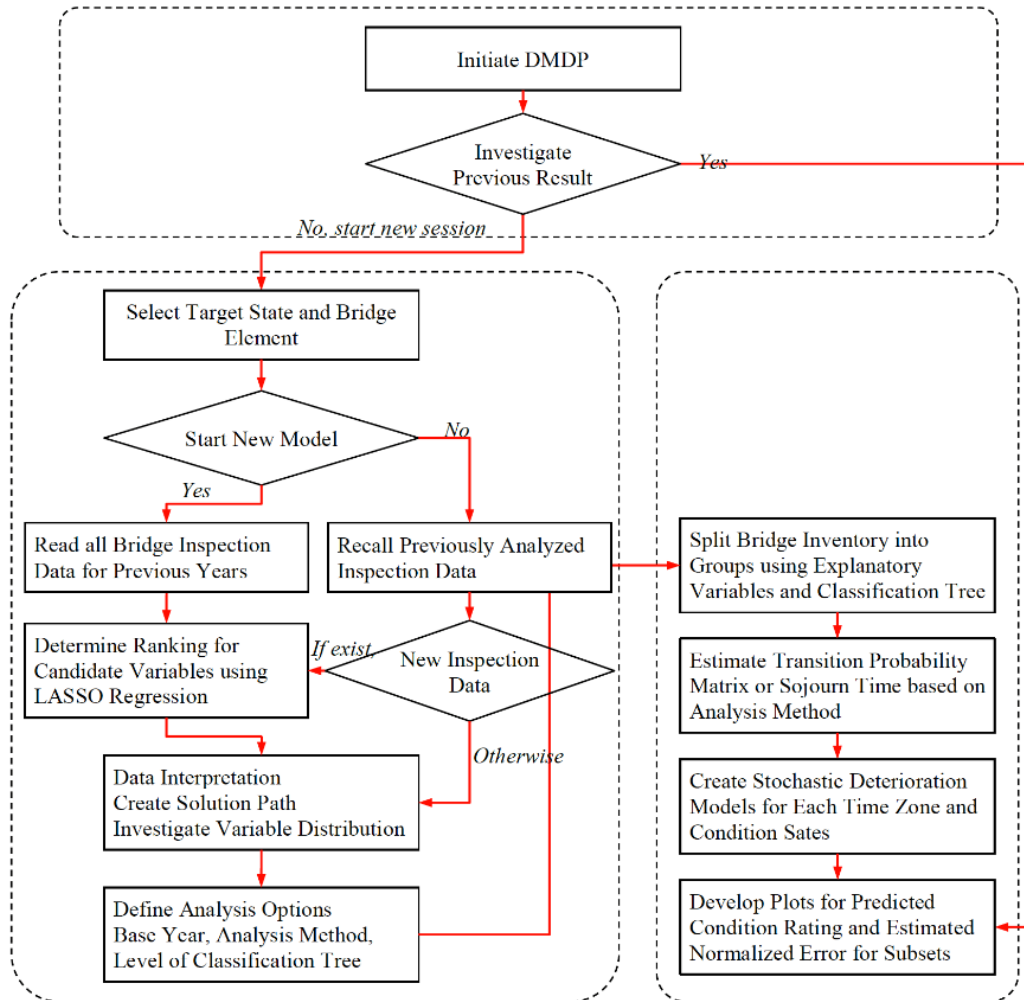 Initiate DMDP
Investigate
Previous Result
Yes
No, start new session
Select Target State and Bridge
Element
Start New Model
No
Yes
Read all Bridge Inspection
Data for Previous Years
Recall Previously Analyzed
Inspection Data
Determine Ranking for
Candidate Variables using
LASSO Regression
If exist,
New Inspection
Data
Otherwise
Data Interpretation
Create Solution Path
Investigate Variable Distribution
Define Analysis Options
Base Year, Analysis Method,
Level of Classification Tree
Split Bridge Inventory into
Groups using Explanatory
Variables and Classification Tree
Estimate Transition Probability
Matrix or Sojourn Time based on
Analysis Method
Create Stochastic Deterioration
Models for Each Time Zone and
Condition Sates
Develop Plots for Predicted
Condition Rating and Estimated
Normalized Error for Subsets